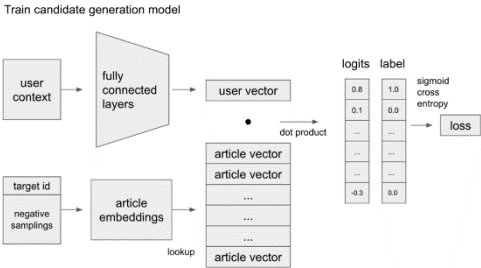 Train candidate generation model
user
context
fully
connected
layers
user vector
dot product
logits
label
0.8
1.0
0.1
0.0
...
...
...
...
...
...
-0.3
0.0
sigmoid
cross
entropy
loss
target id
negative
samplings
article
embeddings
lookup
article vector
article vector
...
...
...
article vector